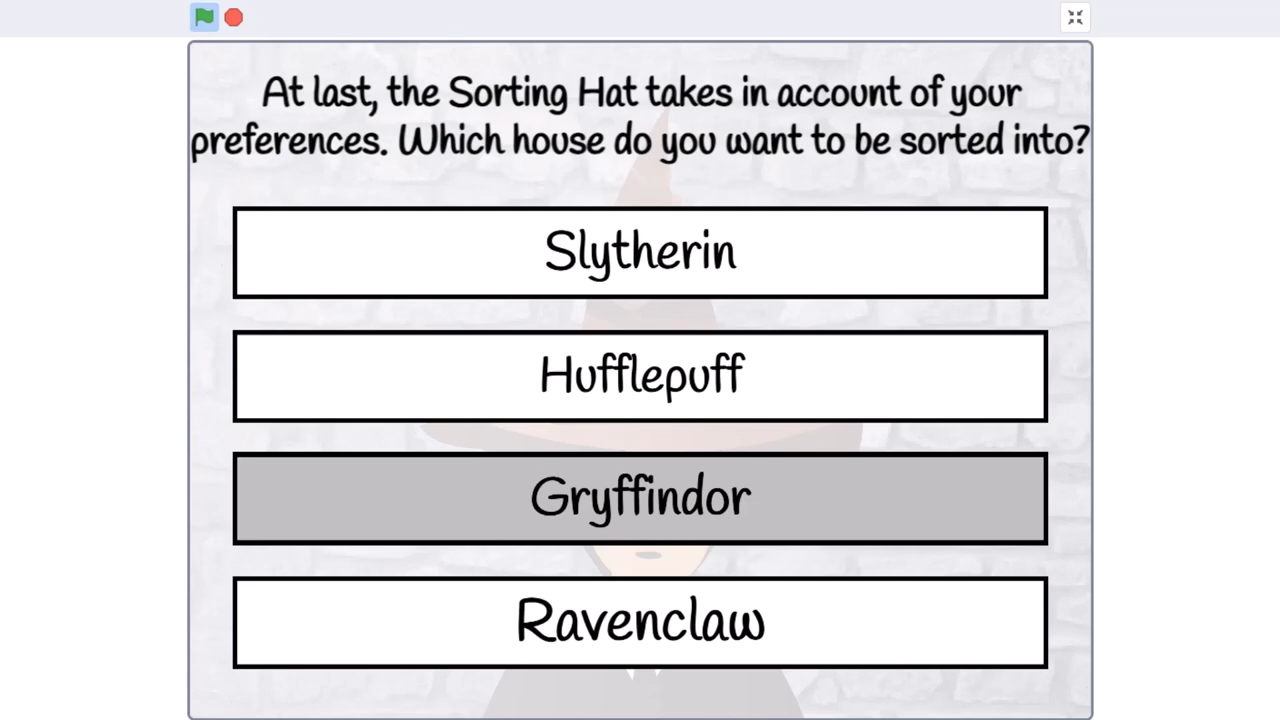 At last, the Sorting Hat takes in account of your
preferences. Which house do you want to be sorted into?
Slytherin
Hufflepuff
Gryffindor
Ravenclaw